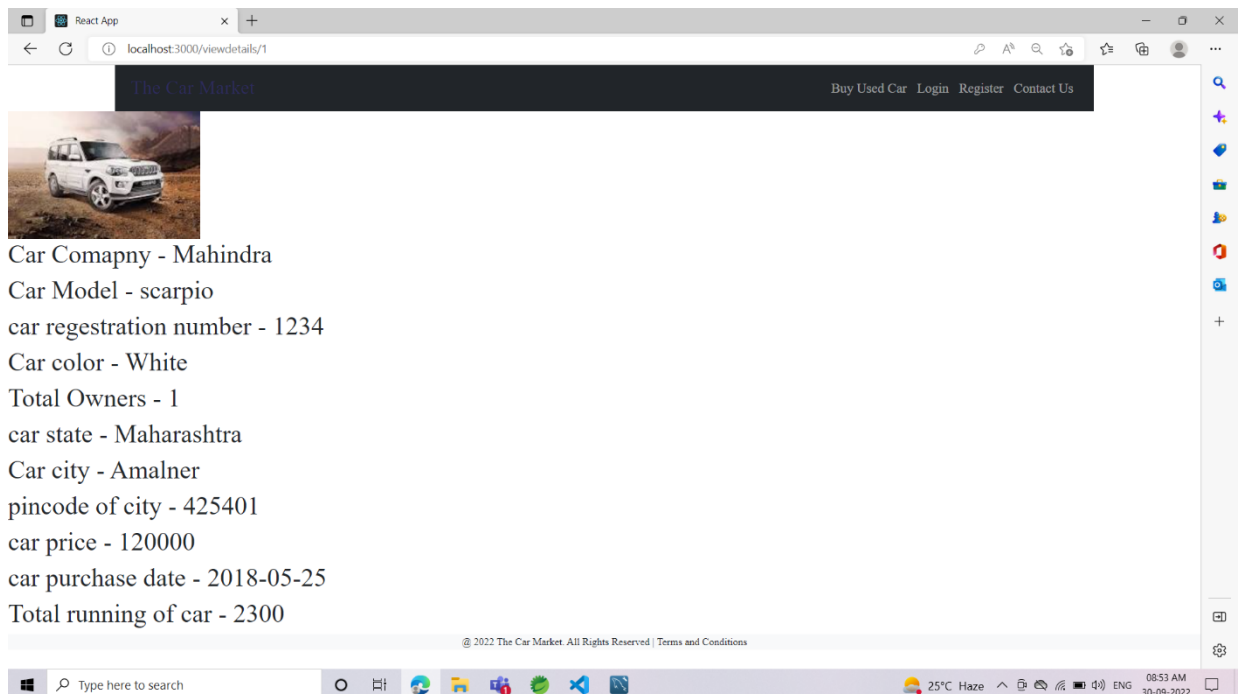 React App
localhost:3000/viewdetails/1
The Car Market
Buy Used Car Login Register Contact Us
Car Comapny - Mahindra
Car Model - scarpio
car regestration number - 1234
Car color - White
Total Owners - 1
car state - Maharashtra
Car city - Amalner
pincode of city - 425401
car price - 120000
car purchase date - 2018-05-25
Total running of car - 2300
@ 2022 The Car Market. All Rights Reserved | Terms and Conditions
Type here to search
25°C Haze
ENG
08:53 AM
30-09-2022